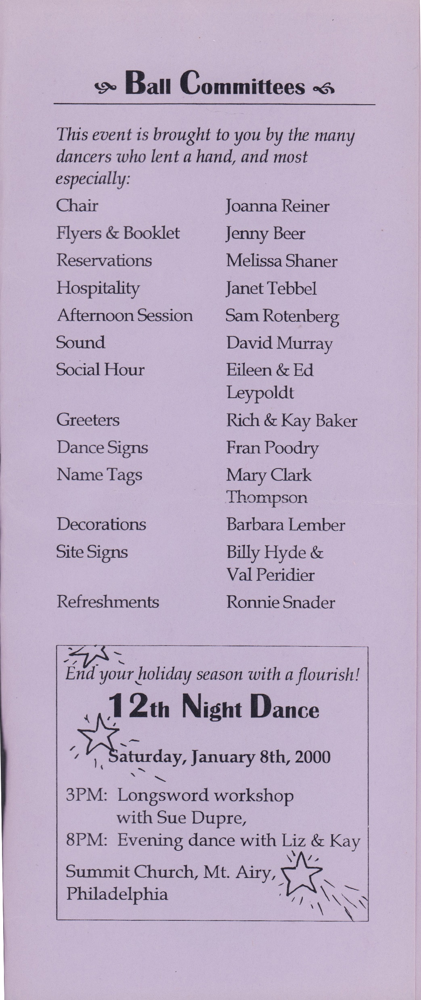 Ball Committees
This event is brought to you by the many
dancers who lent a hand, and most
especially:
Chair Joanna Reiner
Flyers & Booklet Jenny Beer
Reservations Melissa Shaner
Hospitality Janet Tebbel
Afternoon Session Sam Rotenberg
Sound David Murray
Social Hour Eileen & Ed
Leypoldt
Greeters Rich & Kay Baker
Dance Signs Fran Poodry
Name Tags Mary Clark
Thompson
Decorations Barbara Lember
Site Signs Billy Hyde &
Val Peridier
Refreshments Ronnie Snader
End your holiday season with a flourish!
12th Night Dance
Saturday, January 8th, 2000
3PM: Longsword workshop
with Sue Dupre,
8PM: Evening dance with Liz & Kay
Summit Church, Mt. Airy,
Philadelphia